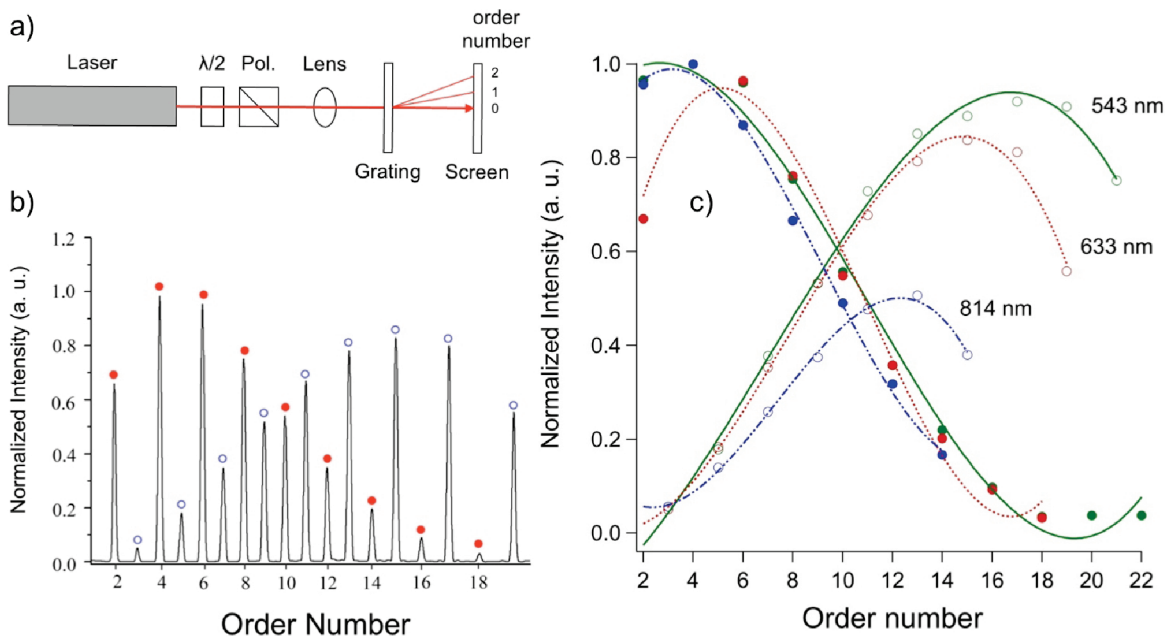 a)
order
number
Laser
λ/2
Pol.
Lens
2
1
0
Grating
Screen
b)
Normalized Intensity (a. u.)
1.2
1.0
0.8
0.6
0.4
0.2
0.0
2
4
6
8
10
12
14
16
18
Order Number
c)
Normalized Intensity (a. u.)
1.0
0.8
0.6
0.4
0.2
0.0
543 nm
633 nm
814 nm
2
4
6
8
10
12
14
16
18
19
20
21
22
Order number